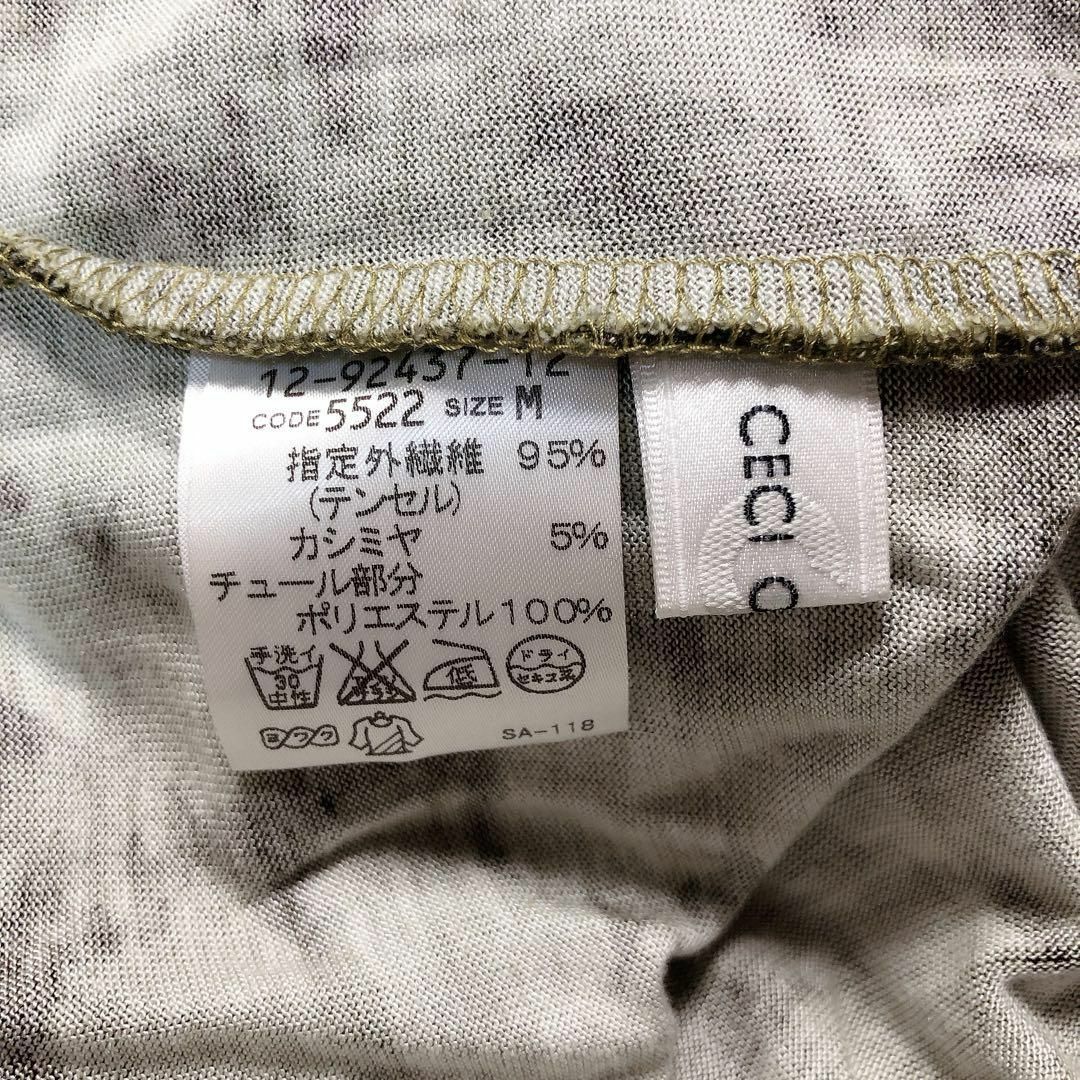 12-92437-12
CODE 5522 SIZE M
指定外繊維 95%
(テンセル)
カシミヤ 5%
チュール部分
ポリエステル100%
手洗イ
30
中性
低
ドライ
セキユ系
ヨワク
SA-118
CECI